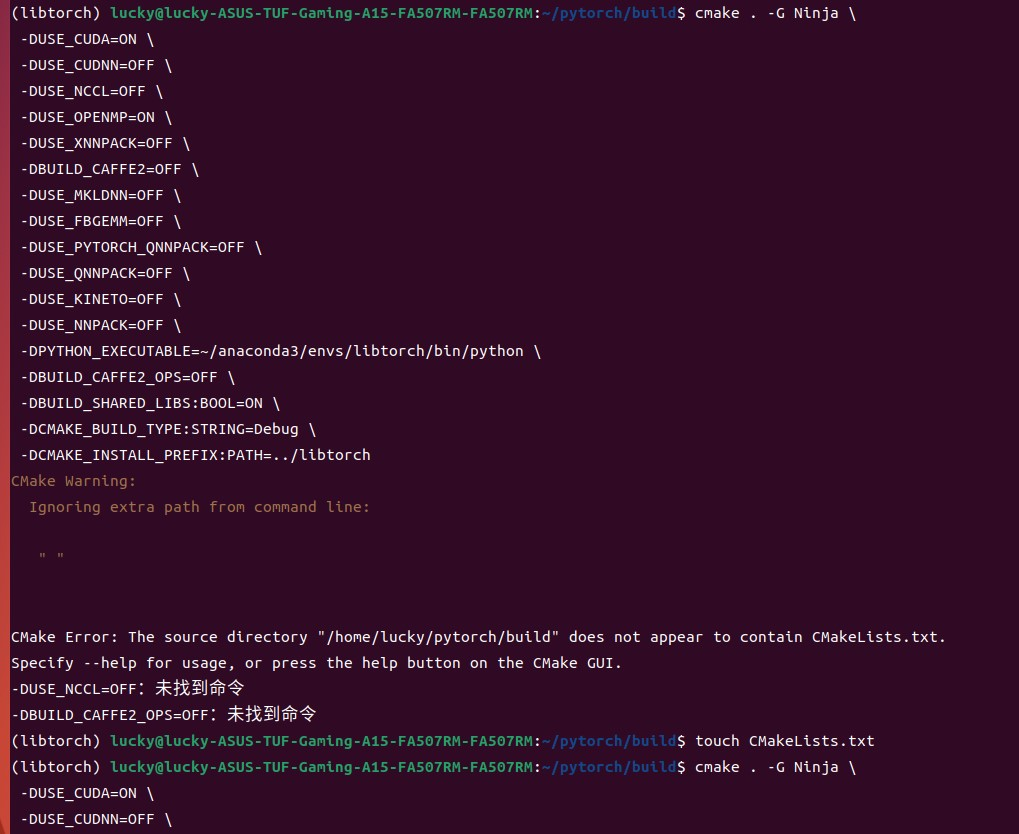 (libtorch) lucky@lucky-ASUS-TUF-Gaming-A15-FA507RM-FA507RM:~/pytorch/build$ cmake . -G Ninja \
-DUSE_CUDA=ON \
-DUSE_CUDNN=OFF \
-DUSE_NCCL=OFF \
-DUSE_OPENMP=ON \
-DUSE_XNNPACK=OFF \
-DBUILD_CAFFE2=OFF \
-DUSE_MKLDNN=OFF \
-DUSE_FBGEMM=OFF \
-DUSE_PYTORCH_QNNPACK=OFF \
-DUSE_QNNPACK=OFF \
-DUSE_KINETO=OFF \
-DUSE_NNPACK=OFF \
-DPYTHON_EXECUTABLE=~/anaconda3/envs/libtorch/bin/python \
-DBUILD_CAFFE2_OPS=OFF \
-DBUILD_SHARED_LIBS:BOOL=ON \
-DCMAKE_BUILD_TYPE:STRING=Debug \
-DCMAKE_INSTALL_PREFIX:PATH=../libtorch
CMake Warning:
Ignoring extra path from command line:
" "
CMake Error: The source directory "/home/lucky/pytorch/build" does not appear to contain CMakeLists.txt.
Specify --help for usage, or press the help button on the CMake GUI.
-DUSE_NCCL=OFF：未找到命令
-DBUILD_CAFFE2_OPS=OFF：未找到命令
(libtorch) lucky@lucky-ASUS-TUF-Gaming-A15-FA507RM-FA507RM:~/pytorch/build$ touch CMakeLists.txt
(libtorch) lucky@lucky-ASUS-TUF-Gaming-A15-FA507RM-FA507RM:~/pytorch/build$ cmake . -G Ninja \
-DUSE_CUDA=ON \
-DUSE_CUDNN=OFF \